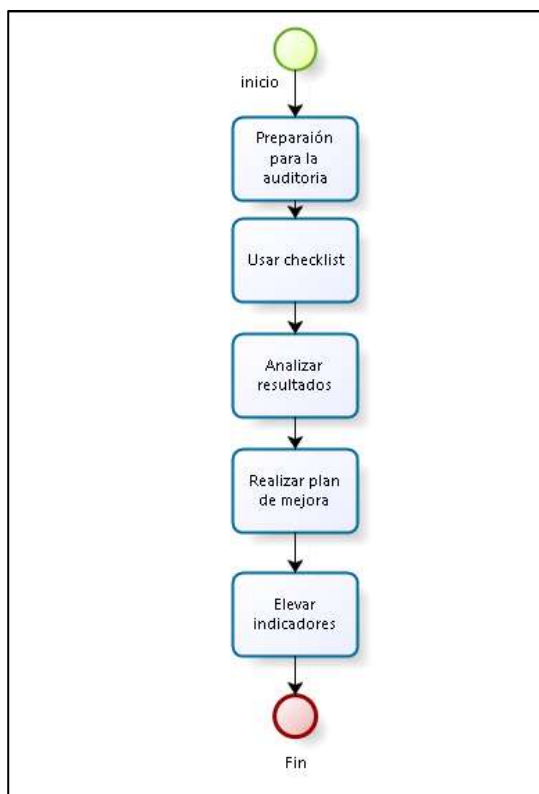 inicio
Preparaión
para la
auditoria
Usar checklist
Analizar
resultados
Realizar plan
de mejora
Elevar
indicadores
Fin